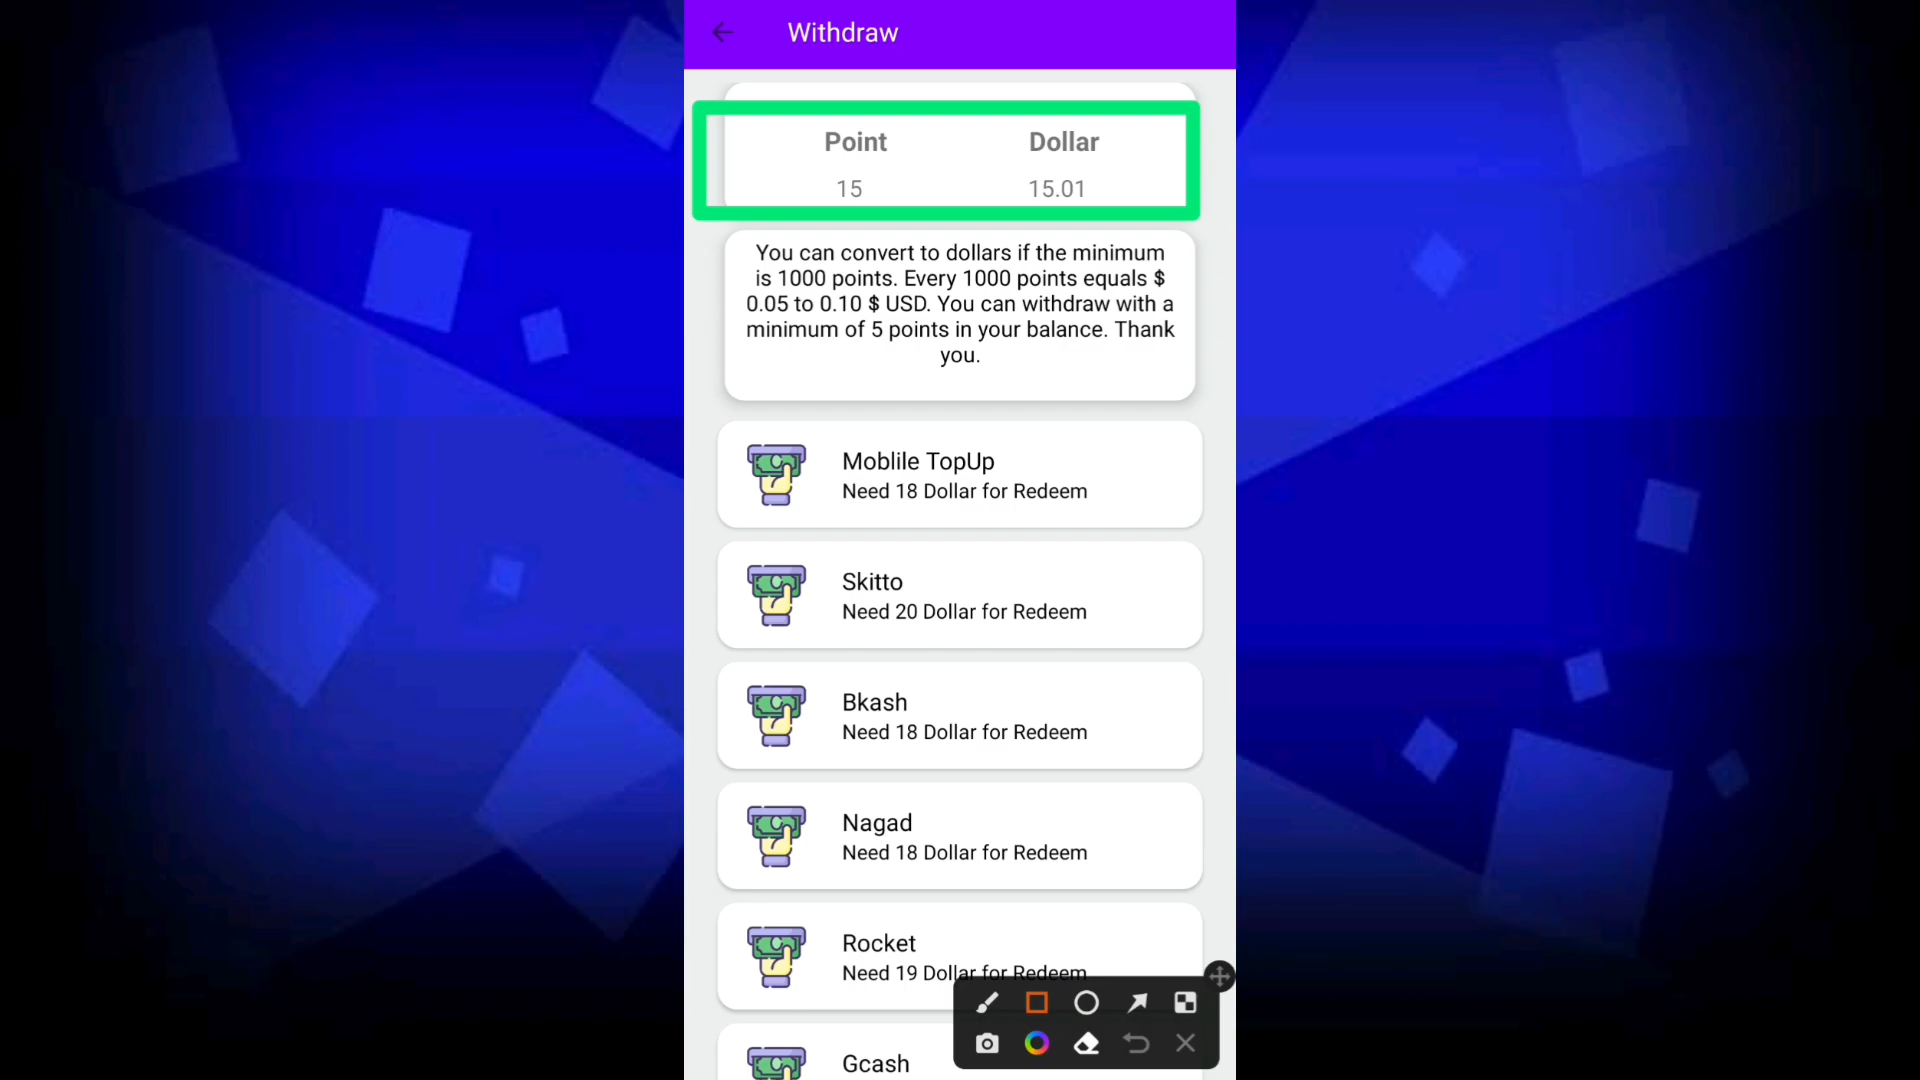 Withdraw
Point Dollar
15 15.01
You can convert to dollars if the minimum
is 1000 points. Every 1000 points equals $
0.05 to 0.10 $ USD. You can withdraw with a
minimum of 5 points in your balance. Thank
you.
Moblile TopUp
Need 18 Dollar for Redeem
Skitto
Need 20 Dollar for Redeem
Bkash
Need 18 Dollar for Redeem
Nagad
Need 18 Dollar for Redeem
Rocket
Need 19 Dollar for Redeem
Gcash